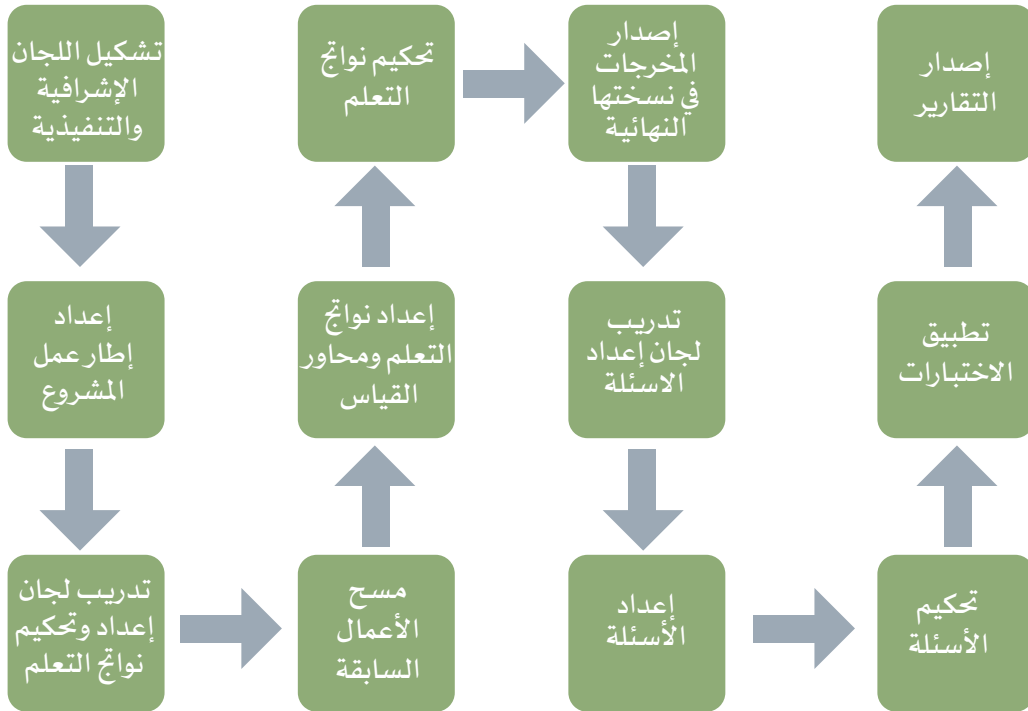 تشكيل اللجان
الإشرافية
والتنفيذية
إعداد
إطار عمل
المشروع
تدريب لجان
إعداد وتحكيم
نواتج التعلم
مسح
الأعمال
السابقة
إعداد نواتج
التعلم ومحاور
القياس
تحكيم نواتج
التعلم
إصدار
المخرجات
في نسختها
النهائية
تدريب
لجان إعداد
الاسئلة
إعداد
الأسئلة
تحكيم
الأسئلة
تطبيق
الاختبارات
إصدار
التقارير